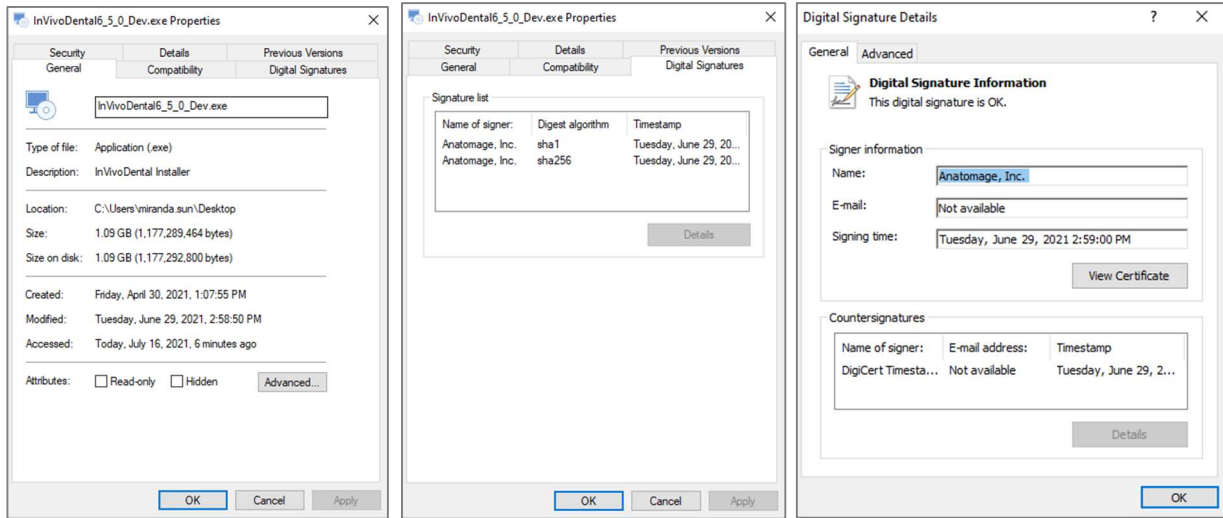 InVivoDental6_5_0_Dev.exe Properties
Security Details Previous Versions
General Compatibility Digital Signatures
InVivoDental6_5_0_Dev.exe
Type of file: Application (.exe)
Description: InVivoDental Installer
Location: C:\Users\miranda.sun\Desktop
Size: 1.09 GB (1,177,289,464 bytes)
Size on disk: 1.09 GB (1,177,292,800 bytes)
Created: Friday, April 30, 2021, 1:07:55 PM
Modified: Tuesday, June 29, 2021, 2:58:50 PM
Accessed: Today, July 16, 2021, 6 minutes ago
Attributes: Read-only Hidden Advanced...
OK Cancel Apply
InVivoDental6_5_0_Dev.exe Properties
Security Details Previous Versions
General Compatibility Digital Signatures
Signature list
Name of signer: Digest algorithm Timestamp
Anatomage, Inc. sha1 Tuesday, June 29, 20...
Anatomage, Inc. sha256 Tuesday, June 29, 20...
Details
OK Cancel Apply
Digital Signature Details ?
General Advanced
Digital Signature Information
This digital signature is OK.
Signer information
Name: Anatomage, Inc.
E-mail: Not available
Signing time: Tuesday, June 29, 2021 2:59:00 PM
View Certificate
Countersignatures
Name of signer: E-mail address: Timestamp
DigiCert Timesta... Not available Tuesday, June 29, 2...
Details
OK